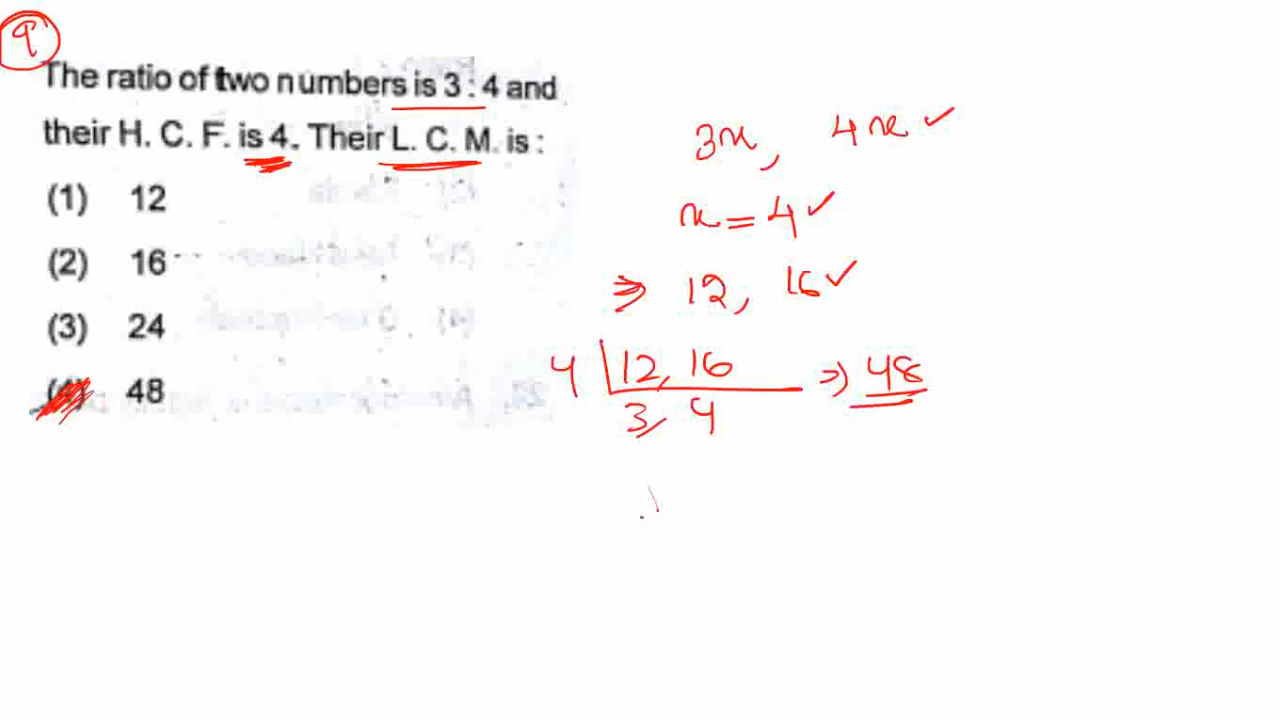 9
The ratio of two numbers is 3 : 4 and
their H. C. F. is 4. Their L. C. M. is :
(1) 12
(2) 16
(3) 24
(4) 48
3x, 4x ✓
x = 4 ✓
⇒ 12, 16 ✓
4 | 12, 16 ⇒ 48
3, 4